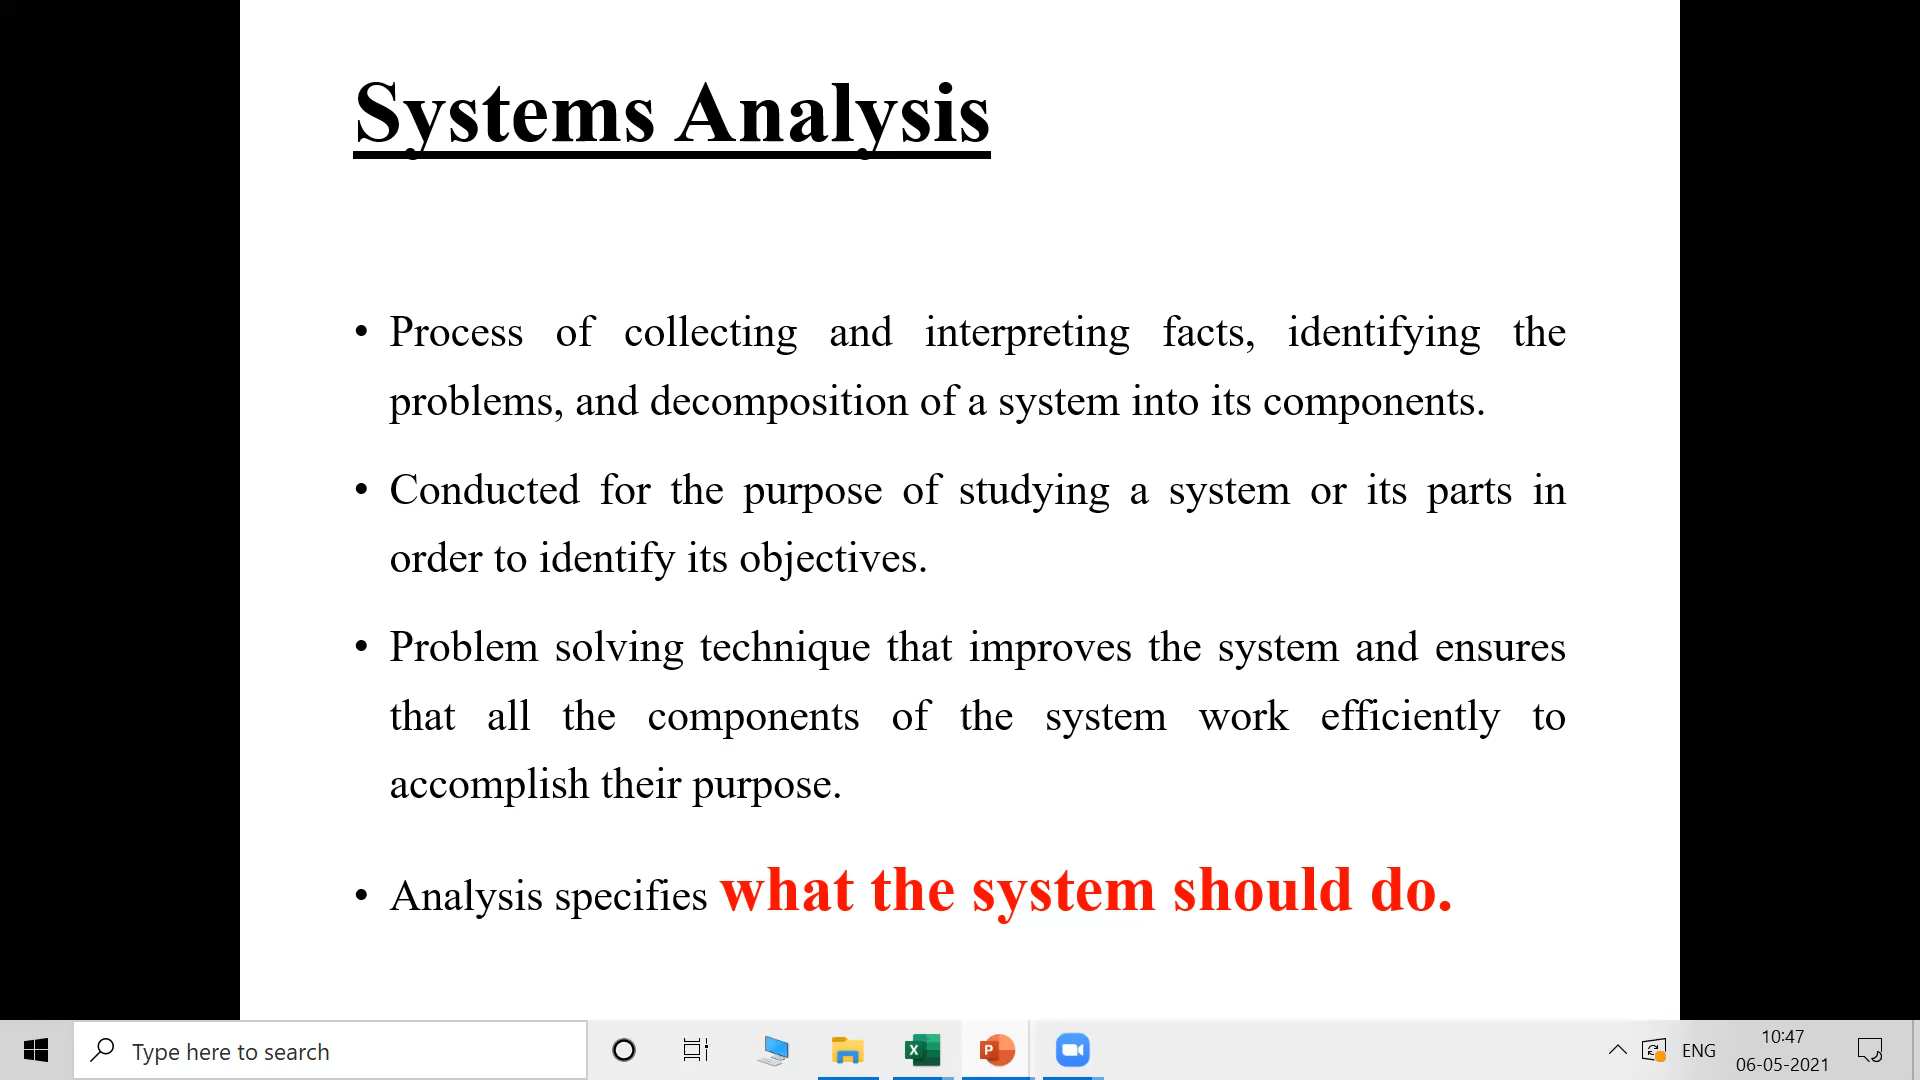 Systems Analysis
• Process of collecting and interpreting facts, identifying the
problems, and decomposition of a system into its components.
• Conducted for the purpose of studying a system or its parts in
order to identify its objectives.
• Problem solving technique that improves the system and ensures
that all the components of the system work efficiently to
accomplish their purpose.
• Analysis specifies what the system should do.
Type here to search
ENG
10:47
06-05-2021